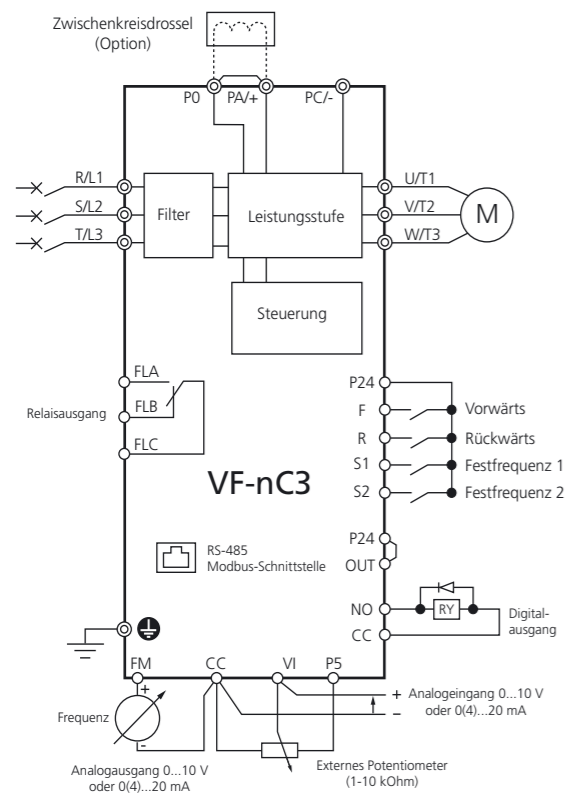 Zwischenkreisdrossel
(Option)
P0 PA/+ PC/-
R/L1
S/L2
T/L3
Filter
Leistungsstufe
U/T1
V/T2
W/T3
M
Steuerung
Relaisausgang
FLA
FLB
FLC
P24
F Vorwärts
R Rückwärts
S1 Festfrequenz 1
S2 Festfrequenz 2
VF-nC3
RS-485
Modbus-Schnittstelle
P24
OUT
NO
RY
CC
Digital-
ausgang
FM CC VI P5
+
-
Frequenz
+ Analogeingang 0...10 V
– oder 0(4)...20 mA
Analogausgang 0...10 V
oder 0(4)...20 mA
Externes Potentiometer
(1-10 kOhm)